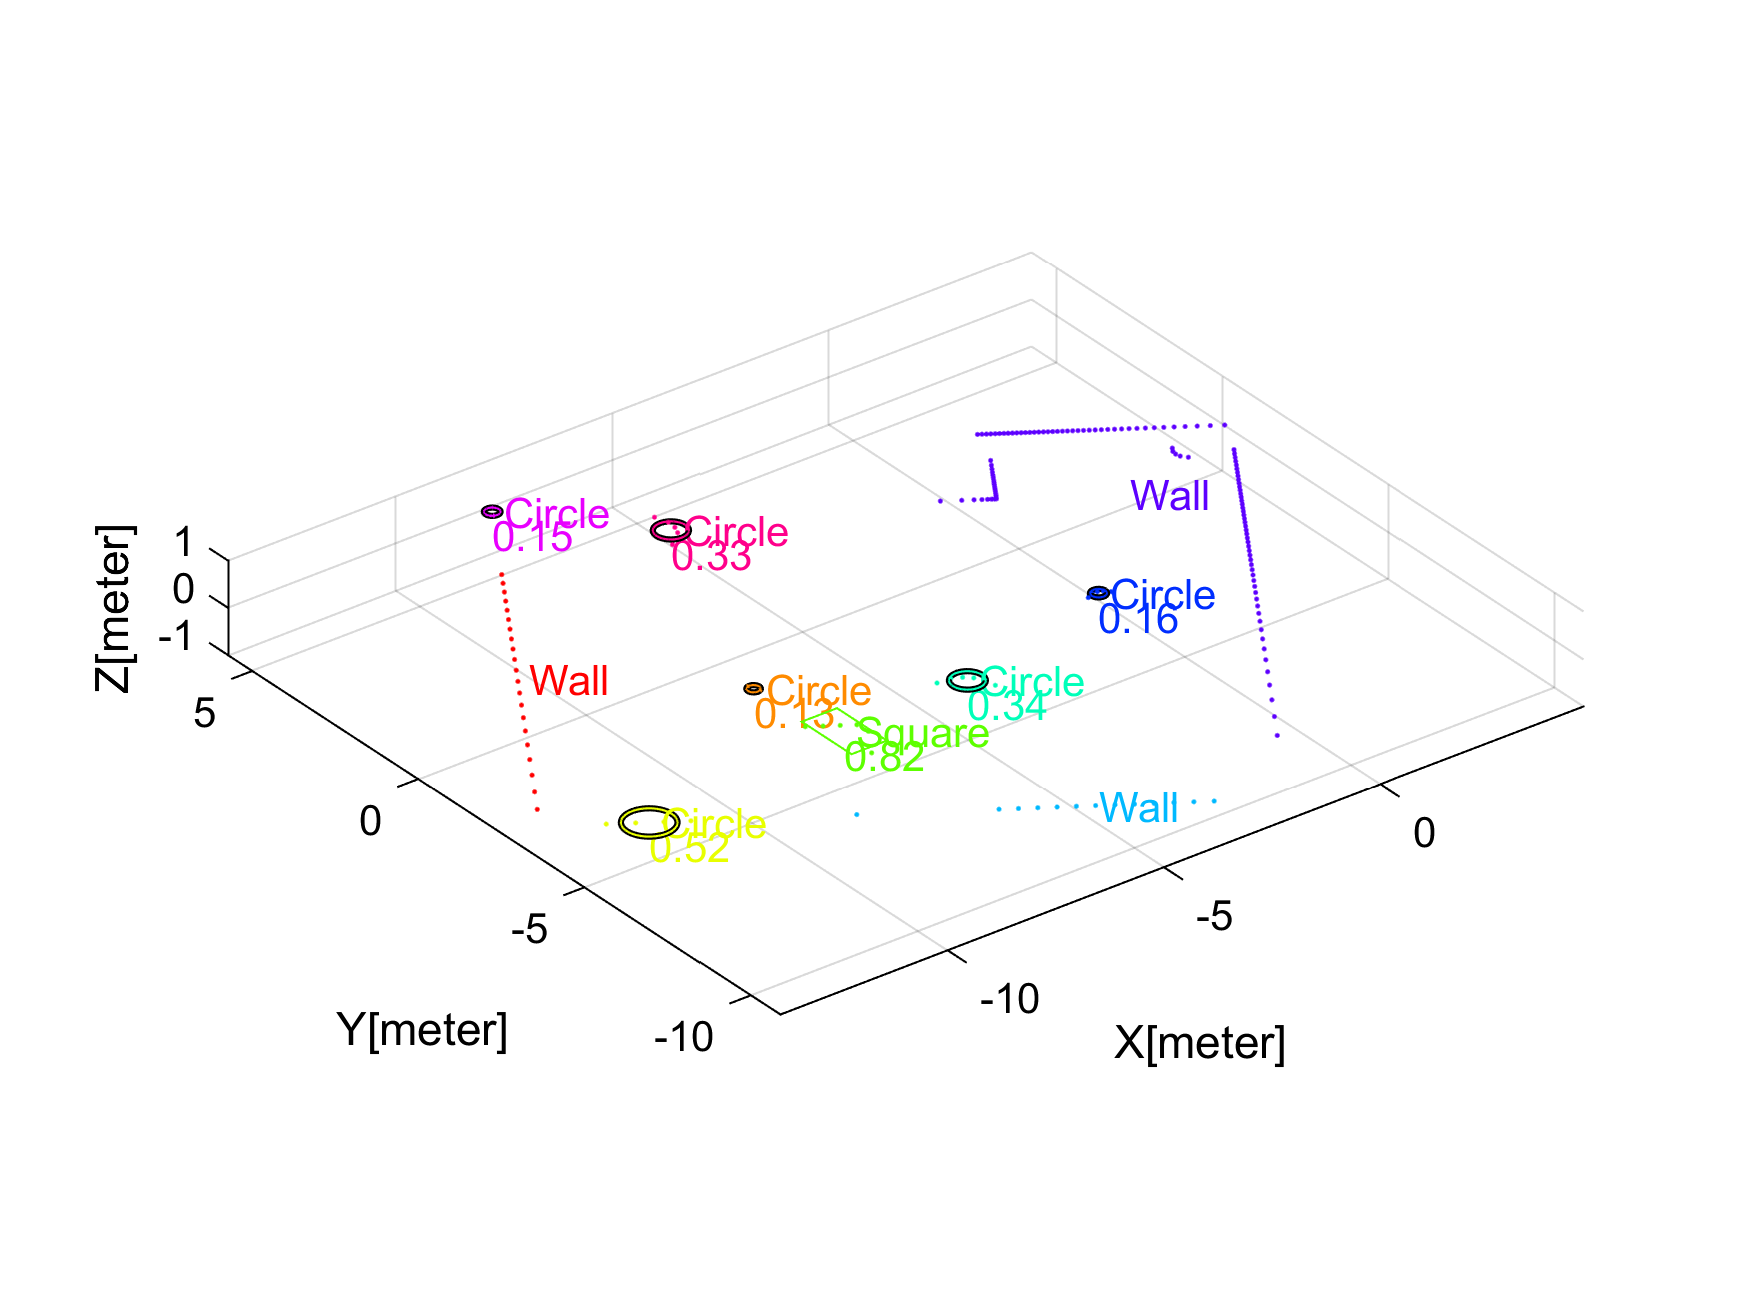 Wall
Circle
0.15
Circle
0.33
1
0
-1
Z[meter]
Circle
0.16
Wall
Circle
0.13
Circle
0.34
Square
0.82
5
Wall
Circle
0.52
0
0
-5
-5
-10
-10
Y[meter]
X[meter]